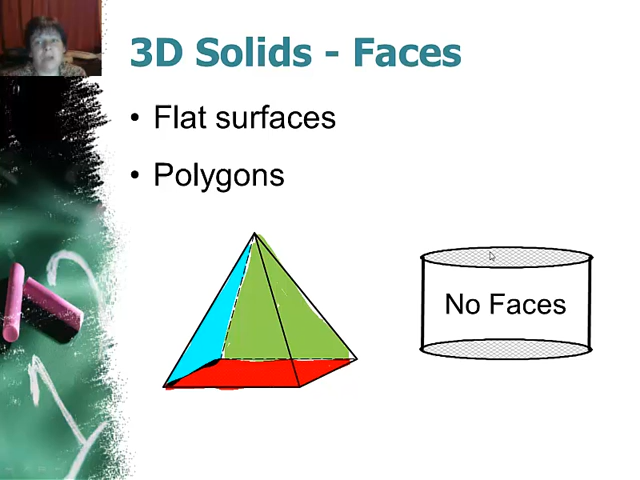 3D Solids - Faces
• Flat surfaces
• Polygons
No Faces